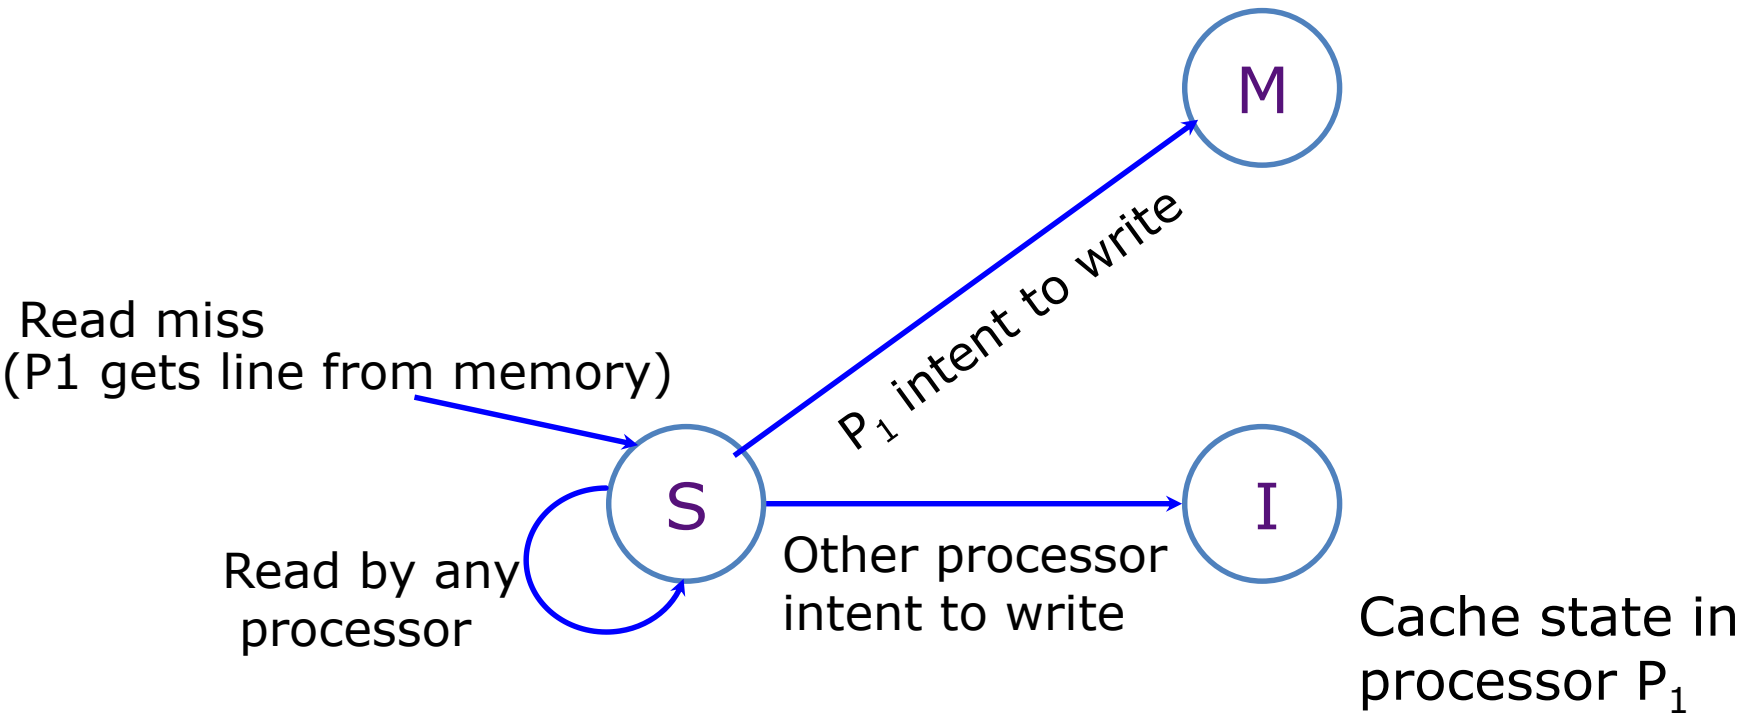 M
P₁ intent to write
Read miss
(P1 gets line from memory)
S
I
Read by any
processor
Other processor
intent to write
Cache state in
processor P₁